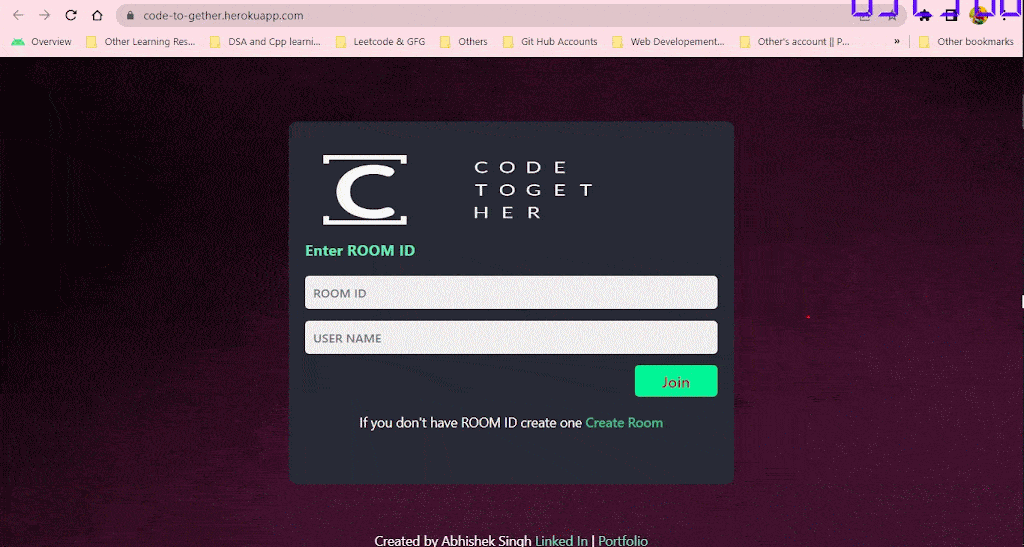 code-to-gether.herokuapp.com
Overview
Other Learning Res...
DSA and Cpp learni...
Leetcode & GFG
Others
Git Hub Accounts
Web Developement...
Other's account || P...
»
Other bookmarks
C
CODE
TOGET
HER
Enter ROOM ID
ROOM ID
USER NAME
Join
If you don't have ROOM ID create one Create Room
Created by Abhishek Singh Linked In | Portfolio